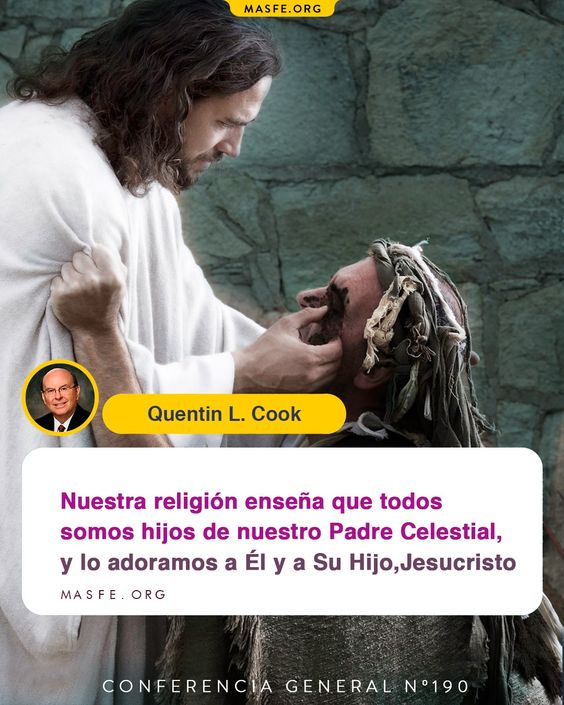 MASFE.ORG
Quentin L. Cook
Nuestra religión enseña que todos
somos hijos de nuestro Padre Celestial,
y lo adoramos a Él y a Su Hijo,Jesucristo
MASFE.ORG
CONFERENCIA GENERAL N°190